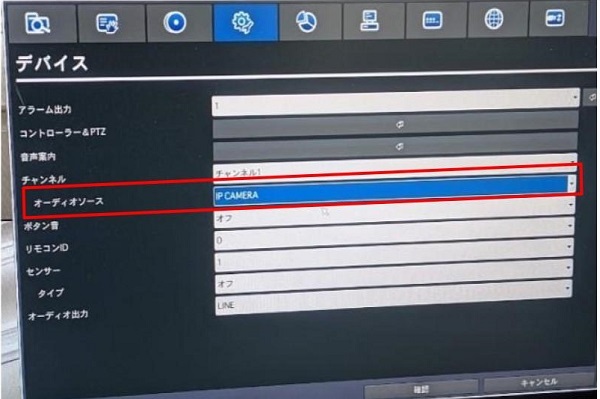 デバイス
アラーム出力 1
コントローラー&PTZ
音声案内
チャンネル チャンネル1
オーディオソース IP CAMERA
ボタン音 オフ
リモコンID 0
センサー 1
タイプ オフ
オーディオ出力 LINE
確認 キャンセル